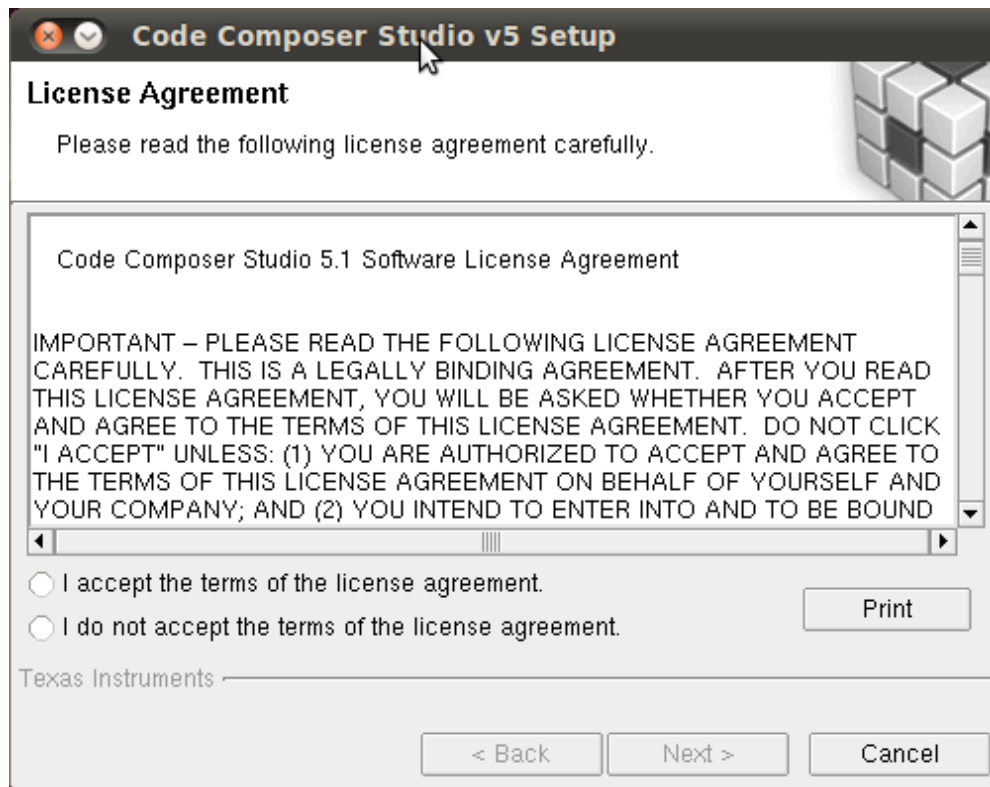 Code Composer Studio v5 Setup
License Agreement
Please read the following license agreement carefully.
Code Composer Studio 5.1 Software License Agreement
IMPORTANT – PLEASE READ THE FOLLOWING LICENSE AGREEMENT
CAREFULLY.  THIS IS A LEGALLY BINDING AGREEMENT.  AFTER YOU READ
THIS LICENSE AGREEMENT, YOU WILL BE ASKED WHETHER YOU ACCEPT
AND AGREE TO THE TERMS OF THIS LICENSE AGREEMENT.  DO NOT CLICK
"I ACCEPT" UNLESS: (1) YOU ARE AUTHORIZED TO ACCEPT AND AGREE TO
THE TERMS OF THIS LICENSE AGREEMENT ON BEHALF OF YOURSELF AND
YOUR COMPANY; AND (2) YOU INTEND TO ENTER INTO AND TO BE BOUND
I accept the terms of the license agreement.
I do not accept the terms of the license agreement.
Print
Texas Instruments
< Back
Next >
Cancel